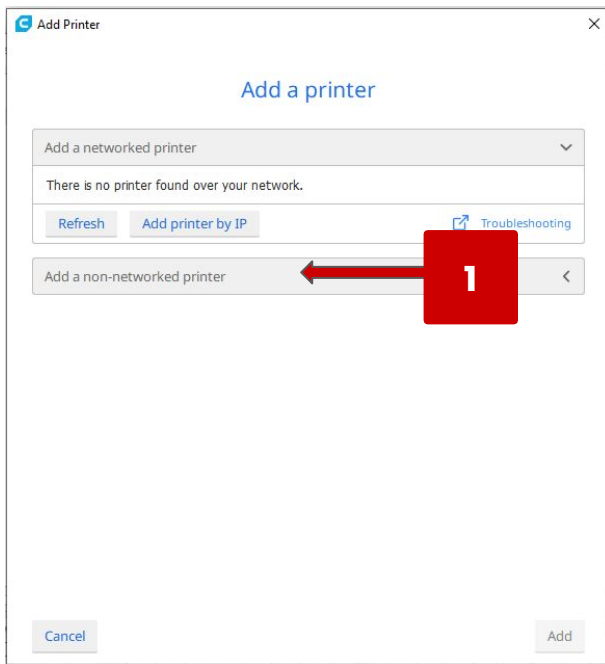 Add Printer
Add a printer
Add a networked printer
There is no printer found over your network.
Refresh Add printer by IP Troubleshooting
Add a non-networked printer
1
Cancel Add